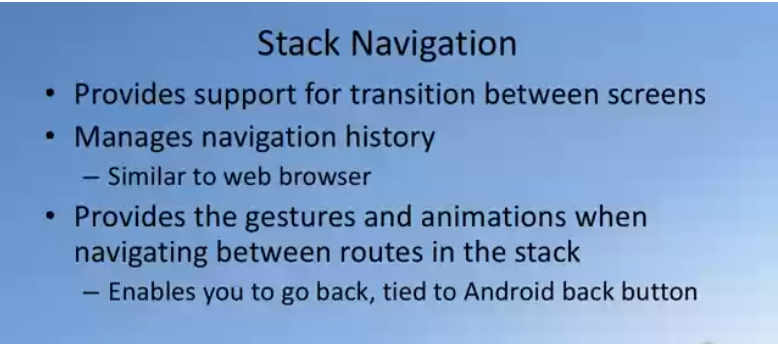 Stack Navigation
• Provides support for transition between screens
• Manages navigation history
– Similar to web browser
• Provides the gestures and animations when
navigating between routes in the stack
– Enables you to go back, tied to Android back button